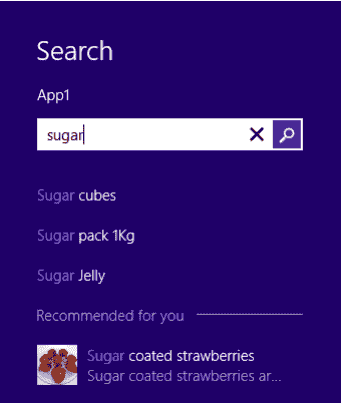 Search
App1
sugar
Sugar cubes
Sugar pack 1Kg
Sugar Jelly
Recommended for you
Sugar coated strawberries
Sugar coated strawberries ar...